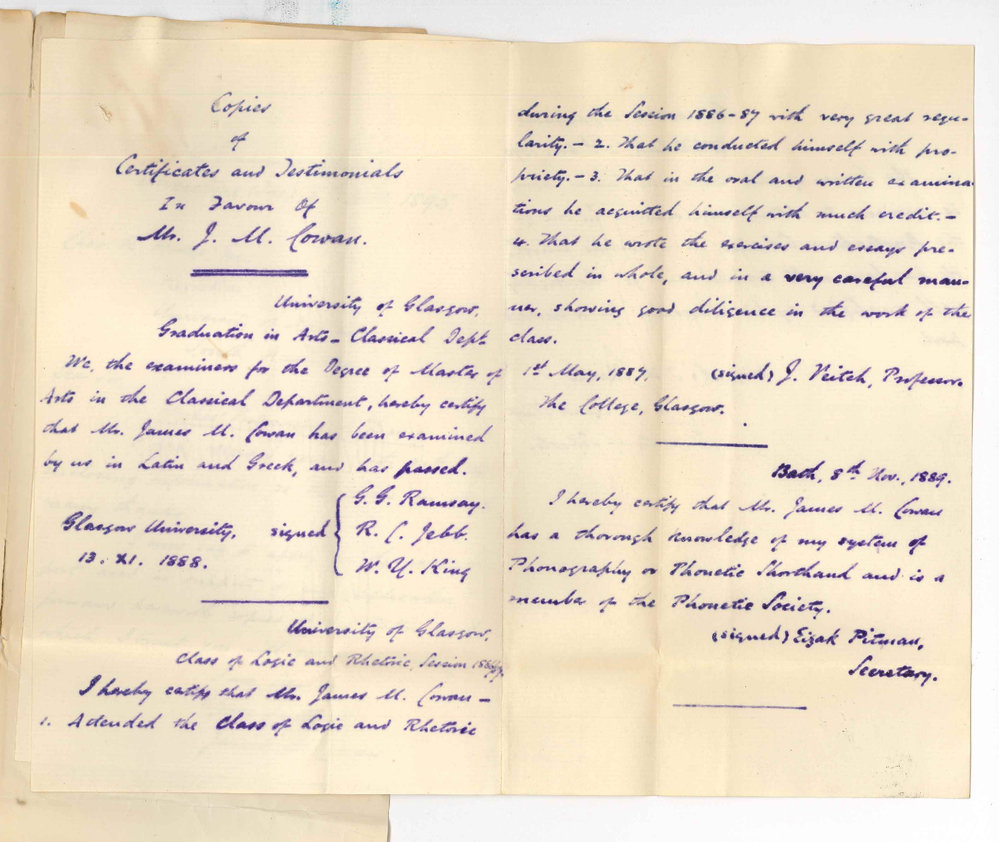 Copies
of
Certificates and Testimonials
In Favour Of
Mr. J. M. Cowan.
University of Glasgow.
Graduation in Arts – Classical Dept.
We, the examiners for the Degree of Master of
Arts in the Classical Department, hereby certify
that Mr. James M. Cowan has been examined
by us in Latin and Greek, and has passed.
G. G. Ramsay.
Glasgow University, signed R. C. Jebb.
13. XI. 1888. W. Y. King
University of Glasgow.
Class of Logic and Rhetoric, Session
I hereby certify that Mr. James M. Cowan –
1. Attended the Class of Logic and Rhetoric
during the Session 1886-87 with very great regu-
larity. – 2. That he conducted himself with pro-
priety. – 3. That in the oral and written examina-
tions he acquitted himself with much credit. –
4. That he wrote the exercises and essays pre-
scribed in whole, and in a very careful man-
ner, showing good diligence in the work of the
class.
1st May, 1887. (signed) J. Veitch, Professor.
The College, Glasgow.
Bath, 8th Nov., 1889.
I hereby certify that Mr. James M. Cowan
has a thorough knowledge of my system of
Phonography or Phonetic Shorthand and is a
member of the Phonetic Society.
(signed) Eizak Pitman,
Secretary.